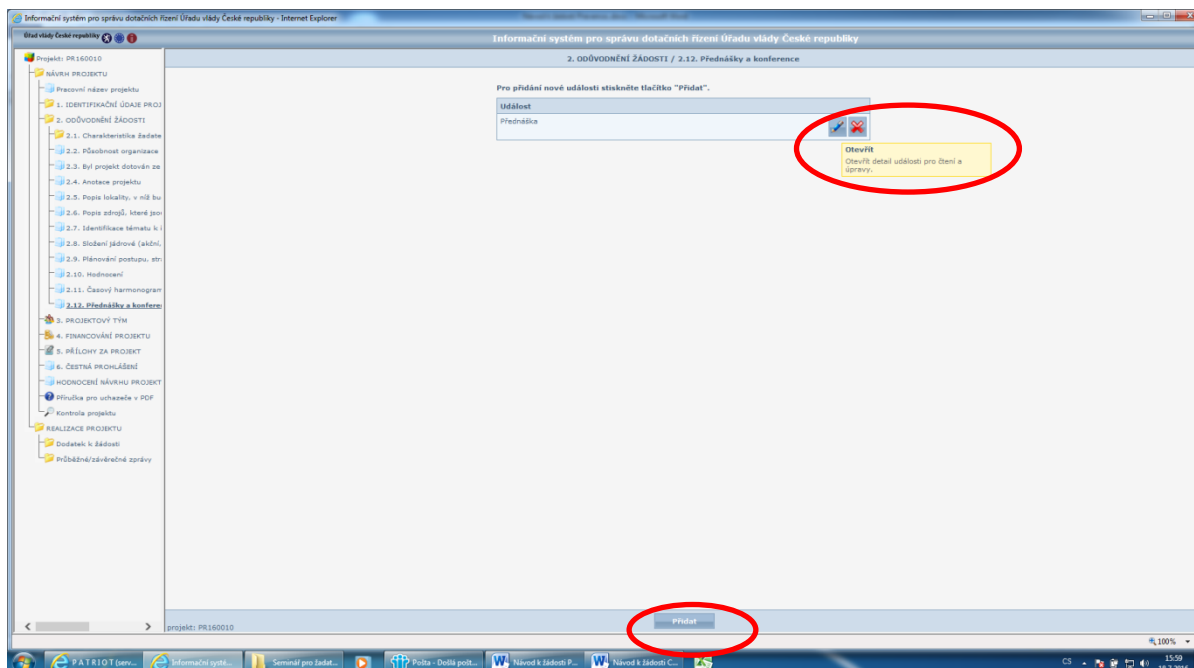 Informační systém pro správu dotačních řízení Úřadu vlády České republiky - Internet Explorer
Úřad vlády České republiky
Informační systém pro správu dotačních řízení Úřadu vlády České republiky
Projekt: PR160010
2. ODŮVODNĚNÍ ŽÁDOSTI / 2.12. Přednášky a konference
NÁVRH PROJEKTU
Pracovní název projektu
1. IDENTIFIKAČNÍ ÚDAJE PROJ
2. ODŮVODNĚNÍ ŽÁDOSTI
2.1. Charakteristika žadate
2.2. Působnost organizace
2.3. Byl projekt dotován ze
2.4. Anotace projektu
2.5. Popis lokality, v níž bu
2.6. Popis zdrojů, které jsou
2.7. Identifikace tématu k i
2.8. Složení jádrové (akční,
2.9. Plánování postupu, stra
2.10. Hodnocení
2.11. Časový harmonogram
2.12. Přednášky a konferen
3. PROJEKTOVÝ TÝM
4. FINANCOVÁNÍ PROJEKTU
5. PŘÍLOHY ZA PROJEKT
6. ČESTNÁ PROHLÁŠENÍ
HODNOCENÍ NÁVRHU PROJEKT
Příručka pro uchazeče v PDF
Kontrola projektu
REALIZACE PROJEKTU
Dodatek k žádosti
Průběžné/závěrečné zprávy
Pro přidání nové události stiskněte tlačítko "Přidat".
Událost
Přednáška
Otevřít
Otevřít detail události pro čtení a
úpravy.
projekt: PR160010
Přidat
100%
PATRIOT (serv...
Informační systé...
Seminář pro žadat...
Pošta - Došlá pošt...
Návod k žádosti P...
Návod k žádosti C...
CS
15:59